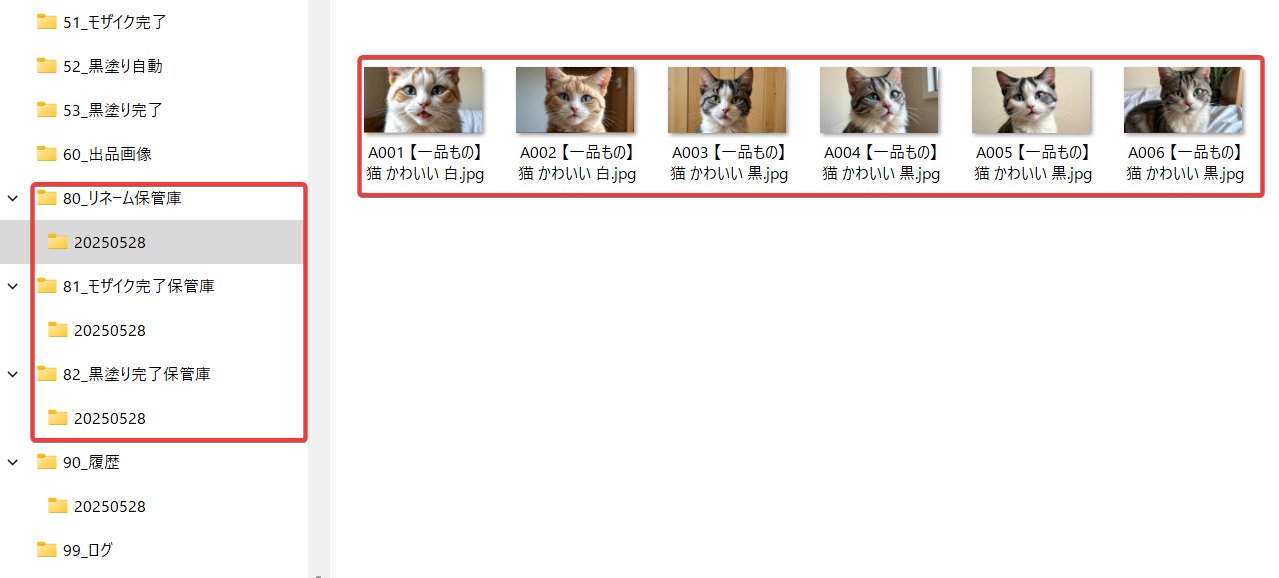 51_モザイク完了
52_黒塗り自動
53_黒塗り完了
60_出品画像
80_リネーム保管庫
20250528
81_モザイク完了保管庫
20250528
82_黒塗り完了保管庫
20250528
90_履歴
20250528
99_ログ
A001【一品もの】
猫 かわいい 白.jpg
A002【一品もの】
猫 かわいい 白.jpg
A003【一品もの】
猫 かわいい 黒.jpg
A004【一品もの】
猫 かわいい 黒.jpg
A005【一品もの】
猫 かわいい 黒.jpg
A006【一品もの】
猫 かわいい 黒.jpg